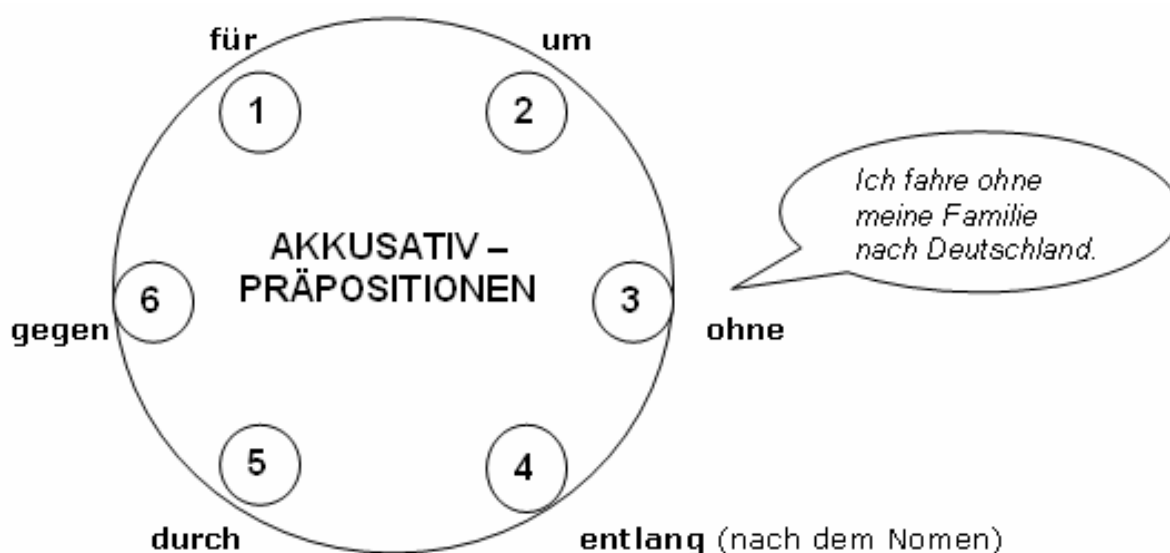 für
um
1
2
Ich fahre ohne
meine Familie
nach Deutschland.
AKKUSATIV –
PRÄPOSITIONEN
6
3
gegen
ohne
5
4
durch
entlang (nach dem Nomen)